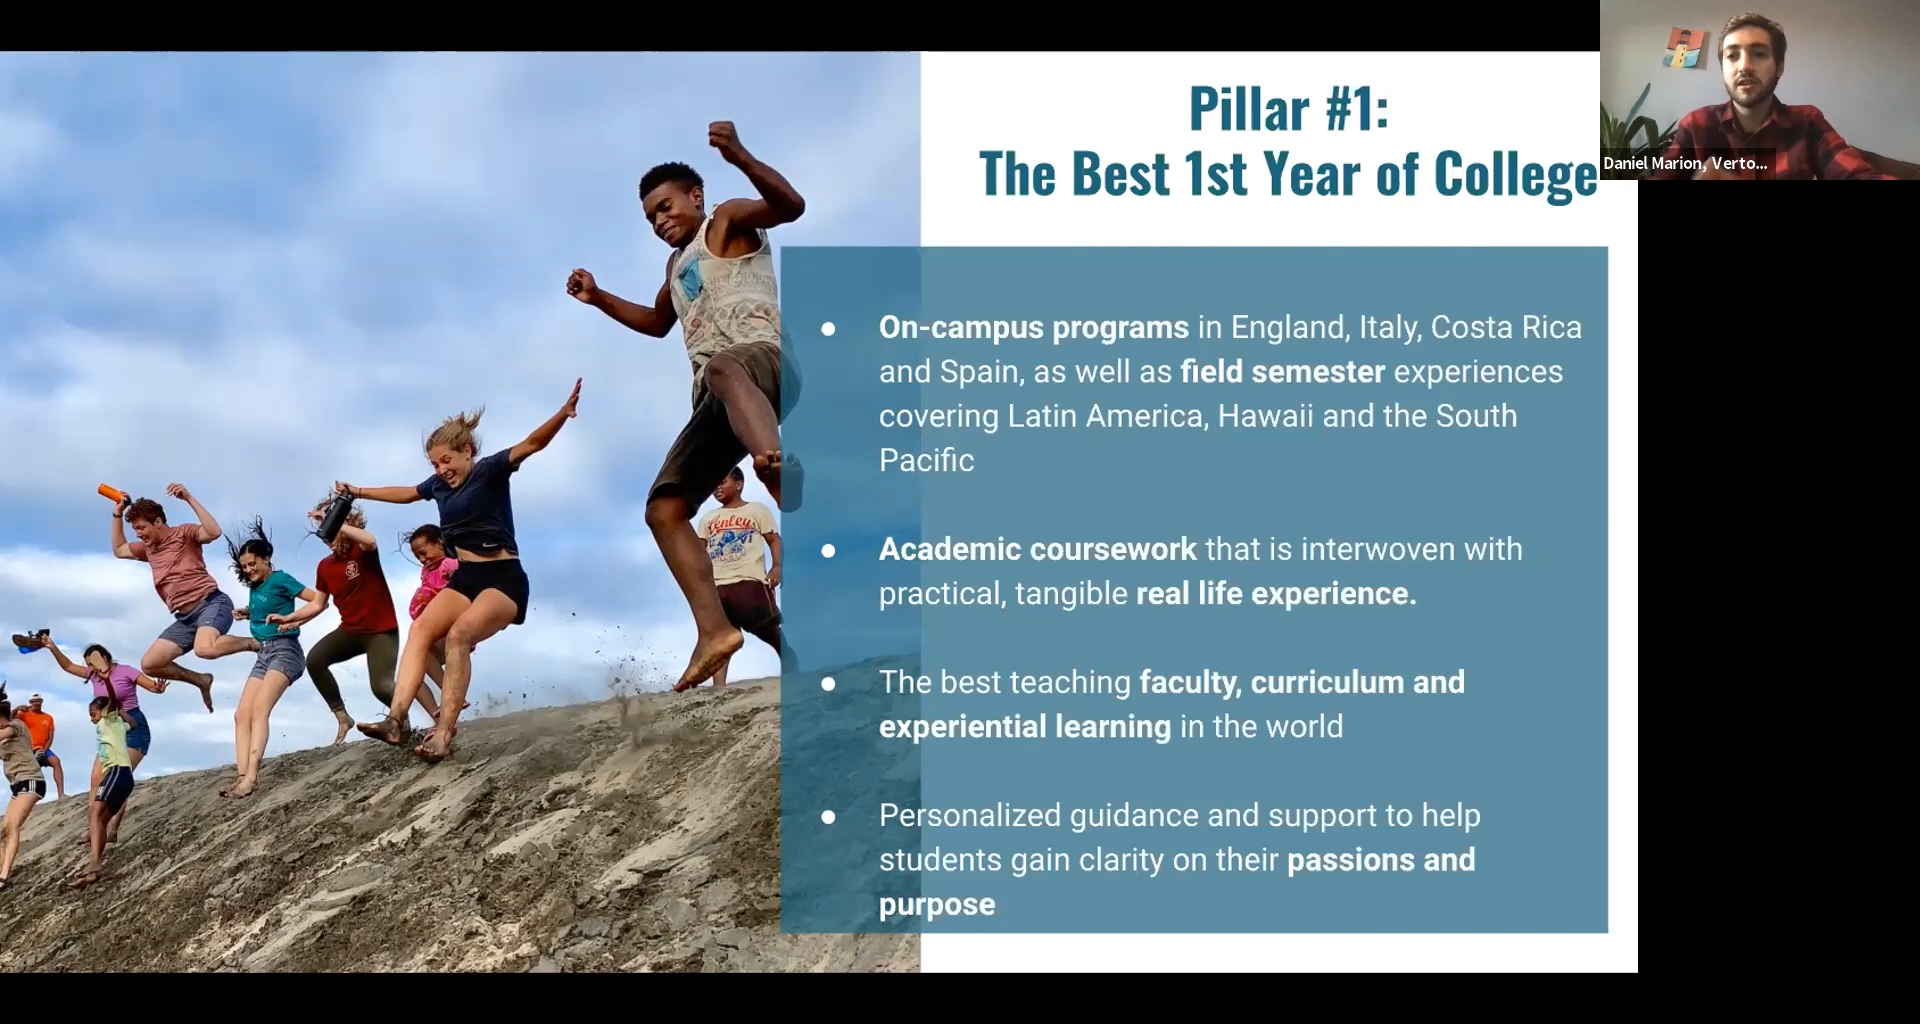 Pillar #1:
The Best 1st Year of College
Daniel Marion, Verto...
● On-campus programs in England, Italy, Costa Rica
and Spain, as well as field semester experiences
covering Latin America, Hawaii and the South
Pacific
● Academic coursework that is interwoven with
practical, tangible real life experience.
● The best teaching faculty, curriculum and
experiential learning in the world
● Personalized guidance and support to help
students gain clarity on their passions and
purpose